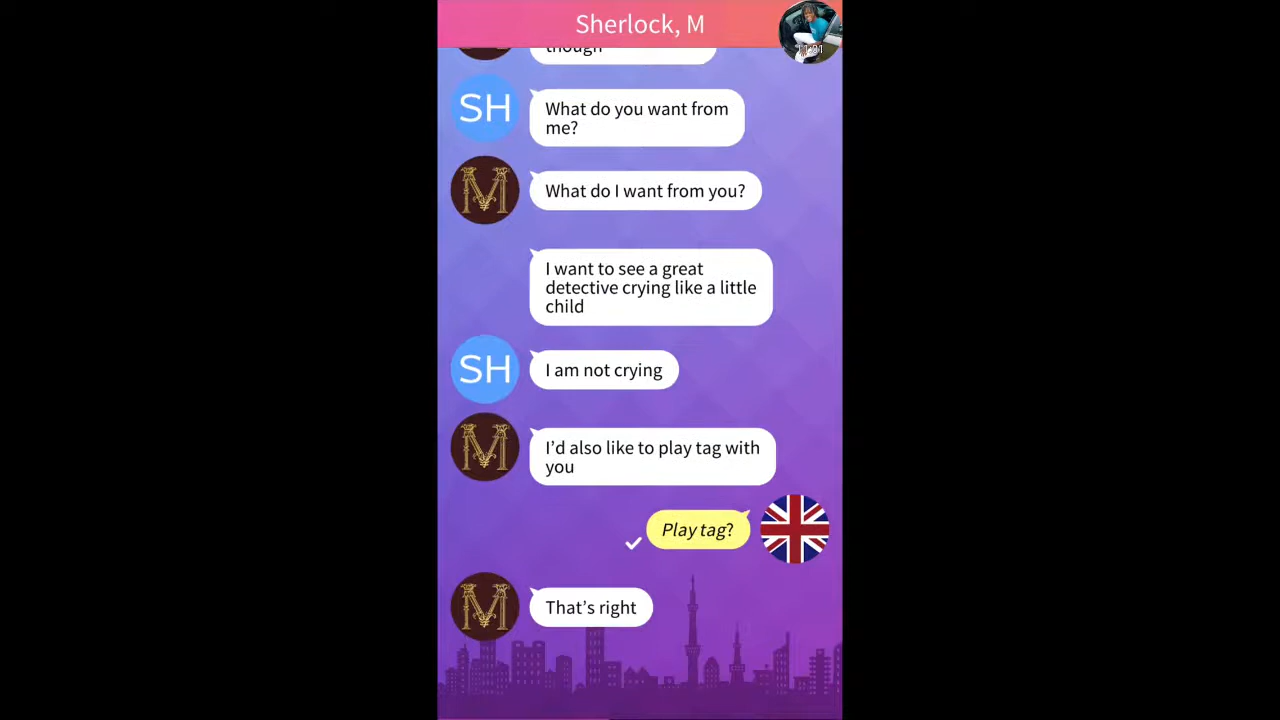 Sherlock, M
though
SH
What do you want from
me?
M
What do I want from you?
I want to see a great
detective crying like a little
child
SH
I am not crying
M
I’d also like to play tag with
you
Play tag?
M
That’s right